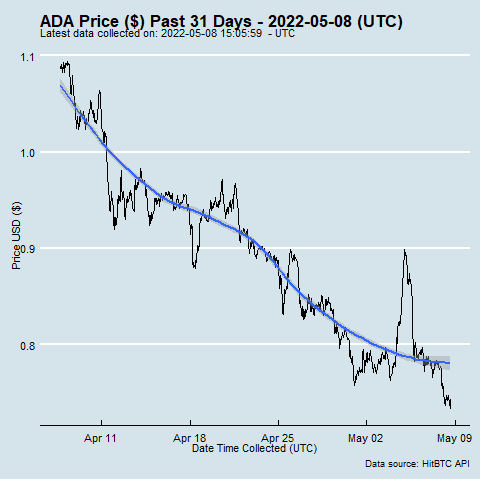 ADA Price ($) Past 31 Days - 2022-05-08 (UTC)
Latest data collected on: 2022-05-08 15:05:59  - UTC
Price USD ($)
1.1
1.0
0.9
0.8
Apr 11
Apr 18
Apr 25
May 02
May 09
Date Time Collected (UTC)
Data source: HitBTC API